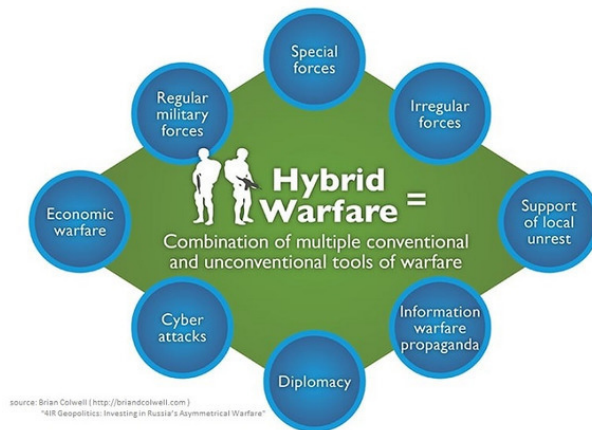 Special
forces
Regular
military
forces
Irregular
forces
Hybrid
Warfare =
Combination of multiple conventional
and unconventional tools of warfare
Economic
warfare
Support
of local
unrest
Cyber
attacks
Information
warfare
propaganda
Diplomacy
source: Brian Colwell ( http://briandcolwell.com )
"4IR Geopolitics: Investing in Russia's Asymmetrical Warfare"